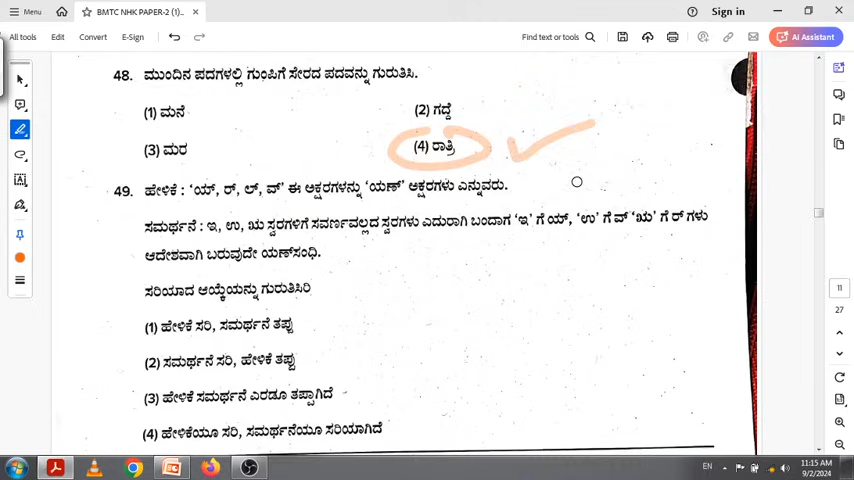 Menu
BMTC NHK PAPER-2 (1)...
Sign in
All tools Edit Convert E-Sign
Find text or tools
AI Assistant
48. ಮುಂದಿನ ಪದಗಳಲ್ಲಿ ಗುಂಪಿಗೆ ಸೇರದ ಪದವನ್ನು ಗುರುತಿಸಿ.
(1) ಮನೆ (2) ಗದ್ದೆ
(3) ಮರ (4) ರಾತ್ರಿ
49. ಹೇಳಿಕೆ : ‘ಯ್, ರ್, ಲ್, ವ್’ ಈ ಅಕ್ಷರಗಳನ್ನು ‘ಯಣ್’ ಅಕ್ಷರಗಳು ಎನ್ನುವರು.
ಸಮರ್ಥನೆ : ಇ, ಉ, ಋ ಸ್ವರಗಳಿಗೆ ಸವರ್ಣವಲ್ಲದ ಸ್ವರಗಳು ಎದುರಾಗಿ ಬಂದಾಗ ‘ಇ’ ಗೆ ಯ್, ‘ಉ’ ಗೆ ವ್ ‘ಋ’ ಗೆ ರ್ ಗಳು
ಆದೇಶವಾಗಿ ಬರುವುದೇ ಯಣ್‌ಸಂಧಿ.
ಸರಿಯಾದ ಆಯ್ಕೆಯನ್ನು ಗುರುತಿಸಿರಿ
(1) ಹೇಳಿಕೆ ಸರಿ, ಸಮರ್ಥನೆ ತಪ್ಪು
(2) ಸಮರ್ಥನೆ ಸರಿ, ಹೇಳಿಕೆ ತಪ್ಪು
(3) ಹೇಳಿಕೆ ಸಮರ್ಥನೆ ಎರಡೂ ತಪ್ಪಾಗಿದೆ
(4) ಹೇಳಿಕೆಯೂ ಸರಿ, ಸಮರ್ಥನೆಯೂ ಸರಿಯಾಗಿದೆ
11
27
EN
11:15 AM
9/2/2024